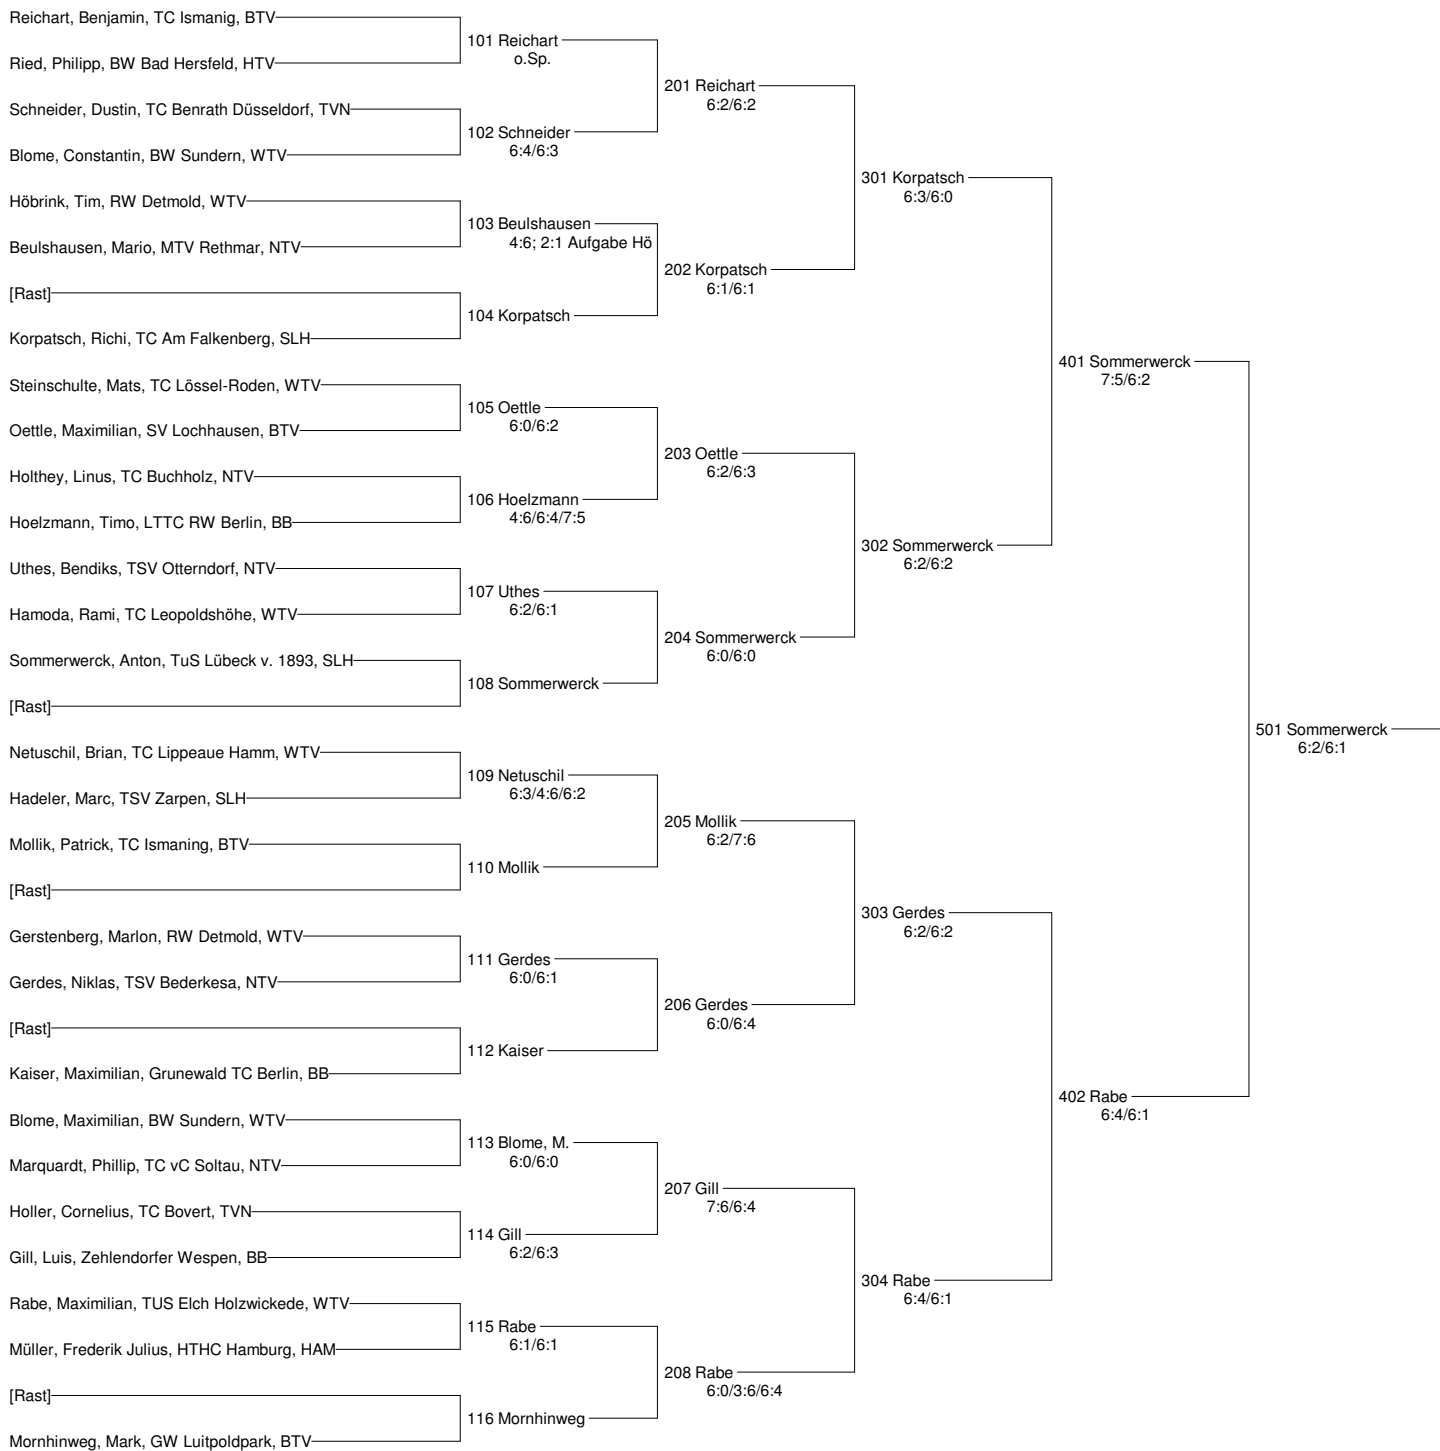 Reichart, Benjamin, TC Ismanig, BTV
101 Reichart
Ried, Philipp, BW Bad Hersfeld, HTV
o.Sp.
201 Reichart
6:2/6:2
Schneider, Dustin, TC Benrath Düsseldorf, TVN
102 Schneider
6:4/6:3
Blome, Constantin, BW Sundern, WTV
301 Korpatsch
6:3/6:0
Höbrink, Tim, RW Detmold, WTV
103 Beulshausen
4:6; 2:1 Aufgabe Hö
Beulshausen, Mario, MTV Rethmar, NTV
202 Korpatsch
6:1/6:1
[Rast]
104 Korpatsch
Korpatsch, Richi, TC Am Falkenberg, SLH
401 Sommerwerck
7:5/6:2
Steinschulte, Mats, TC Lössel-Roden, WTV
105 Oettle
6:0/6:2
Oettle, Maximilian, SV Lochhausen, BTV
203 Oettle
6:2/6:3
Holthey, Linus, TC Buchholz, NTV
106 Hoelzmann
4:6/6:4/7:5
Hoelzmann, Timo, LTTC RW Berlin, BB
302 Sommerwerck
6:2/6:2
Uthes, Bendiks, TSV Otterndorf, NTV
107 Uthes
6:2/6:1
Hamoda, Rami, TC Leopoldshöhe, WTV
204 Sommerwerck
6:0/6:0
Sommerwerck, Anton, TuS Lübeck v. 1893, SLH
108 Sommerwerck
[Rast]
501 Sommerwerck
6:2/6:1
Netuschil, Brian, TC Lippeaue Hamm, WTV
109 Netuschil
6:3/4:6/6:2
Hadeler, Marc, TSV Zarpen, SLH
205 Mollik
6:2/7:6
Mollik, Patrick, TC Ismaning, BTV
110 Mollik
[Rast]
303 Gerdes
6:2/6:2
Gerstenberg, Marlon, RW Detmold, WTV
111 Gerdes
6:0/6:1
Gerdes, Niklas, TSV Bederkesa, NTV
206 Gerdes
6:0/6:4
[Rast]
112 Kaiser
Kaiser, Maximilian, Grunewald TC Berlin, BB
402 Rabe
6:4/6:1
Blome, Maximilian, BW Sundern, WTV
113 Blome, M.
6:0/6:0
Marquardt, Phillip, TC vC Soltau, NTV
207 Gill
7:6/6:4
Holler, Cornelius, TC Bovert, TVN
114 Gill
6:2/6:3
Gill, Luis, Zehlendorfer Wespen, BB
304 Rabe
6:4/6:1
Rabe, Maximilian, TUS Elch Holzwickede, WTV
115 Rabe
6:1/6:1
Müller, Frederik Julius, HTHC Hamburg, HAM
208 Rabe
6:0/3:6/6:4
[Rast]
116 Mornhinweg
Mornhinweg, Mark, GW Luitpoldpark, BTV